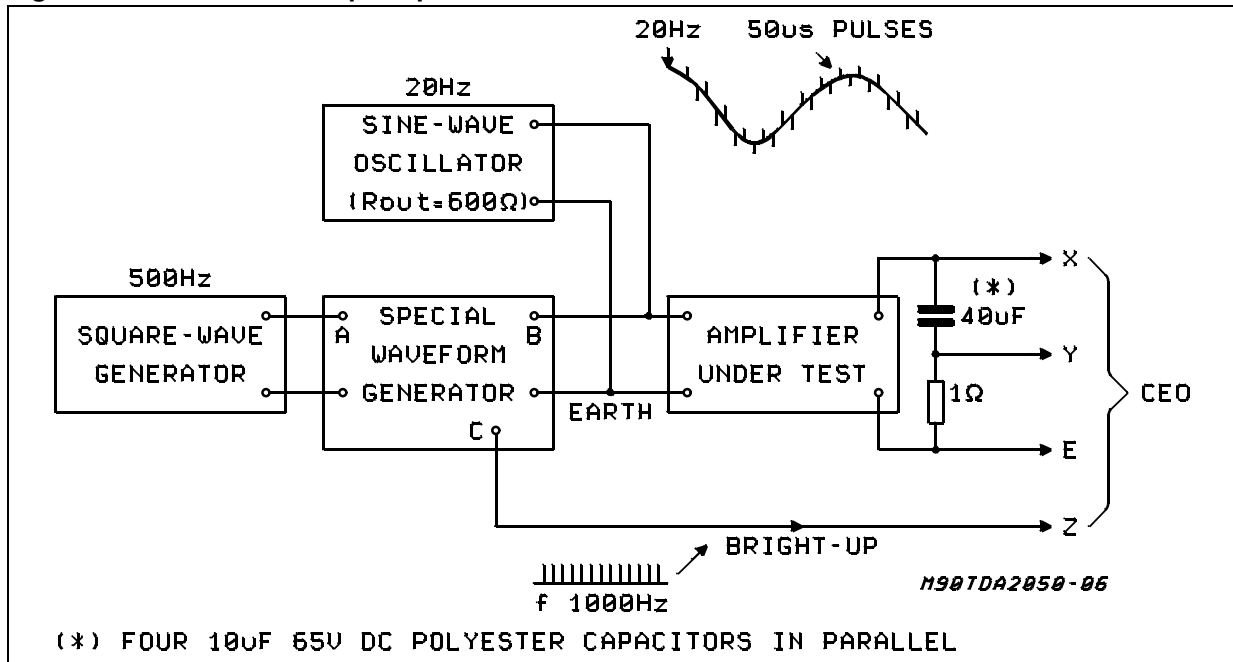 20Hz 50us PULSES
20Hz
SINE-WAVE
OSCILLATOR
(Rout=600Ω)
500Hz
SQUARE-WAVE
GENERATOR
A
SPECIAL
WAVEFORM
GENERATOR
B
C
EARTH
AMPLIFIER
UNDER TEST
(*)
40uF
1Ω
X
Y
E
Z
CEO
BRIGHT-UP
f 1000Hz
M90TDA2050-06
(*) FOUR 10uF 65V DC POLYESTER CAPACITORS IN PARALLEL